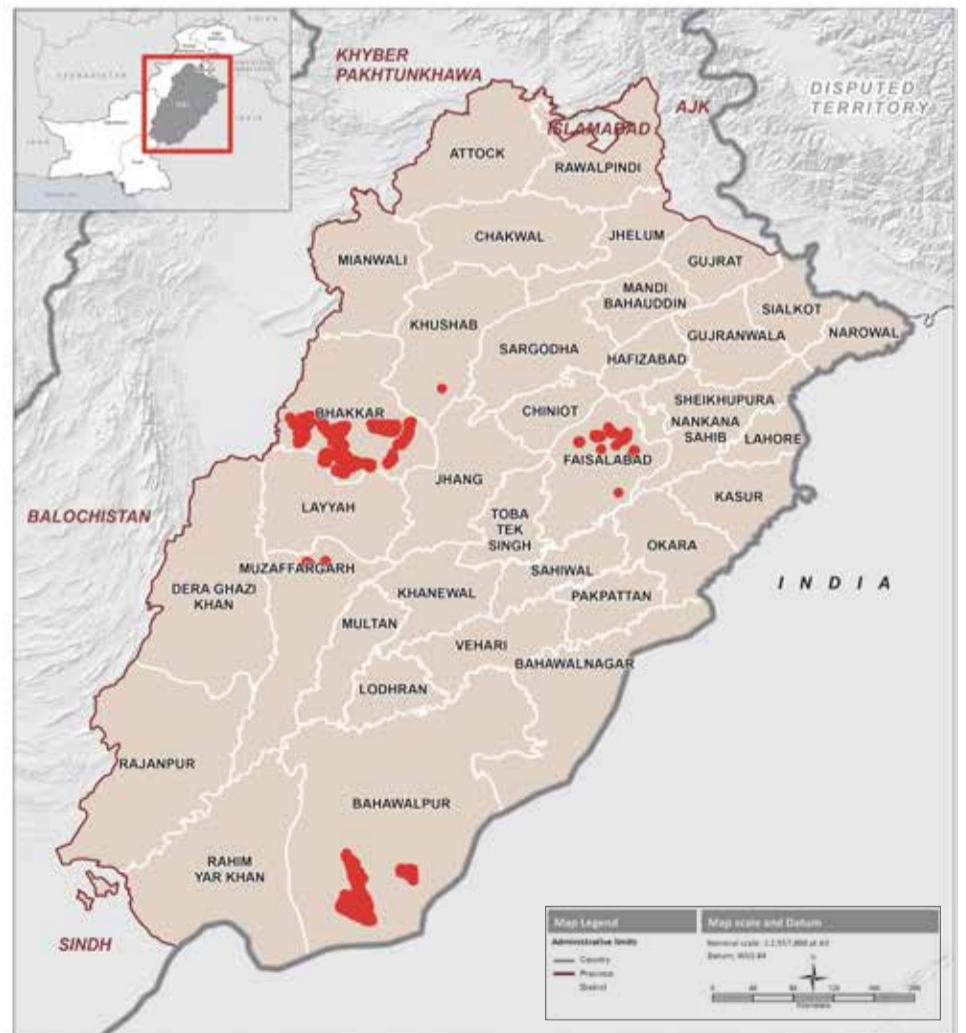 KHYBER
PAKHTUNKHAWA
DISPUTED
TERRITORY
AJK
ISLAMABAD
ATTOCK
RAWALPINDI
CHAKWAL
JHELUM
MIANWALI
GUJRAT
MANDI
BAHAUDDIN
SIALKOT
KHUSHAB
GUJRANWALA
NAROWAL
SARGODHA
HAFIZABAD
SHEIKHUPURA
BHAKKAR
CHINIOT
NANKANA
SAHIB
LAHORE
FAISALABAD
JHANG
KASUR
LAYYAH
BALOCHISTAN
TOBA
TEK
SINGH
OKARA
MUZAFFARGARH
SAHIWAL
DERA GHAZI
KHAN
KHANEWAL
PAKPATTAN
INDIA
MULTAN
VEHARI
BAHAWALNAGAR
LODHRAN
RAJANPUR
BAHAWALPUR
RAHIM
YAR KHAN
SINDH
Map Legend
Administrative limits
Country
Province
District
Map scale and Datum
Kilometers